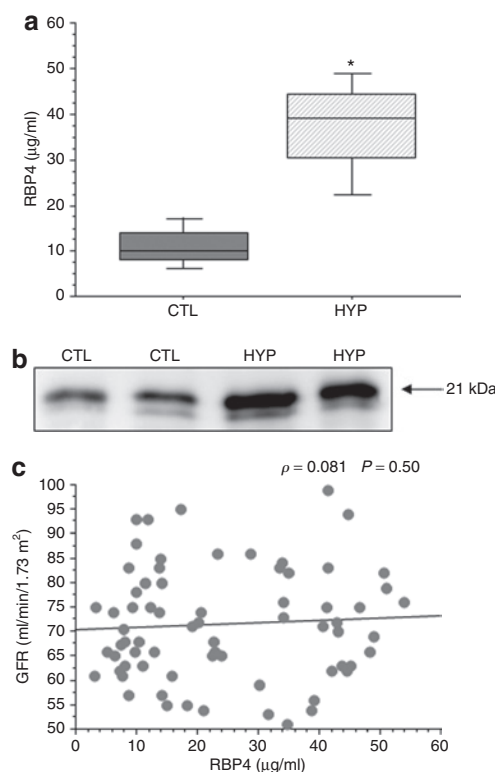 a
60
50
40
30
20
10
0
RBP4 (µg/ml)
*
CTL HYP
b
CTL CTL HYP HYP
21 kDa
c
ρ = 0.081 P = 0.50
100
95
90
85
80
75
70
65
60
55
50
GFR (ml/min/1.73 m²)
0 10 20 30 40 50 60
RBP4 (µg/ml)